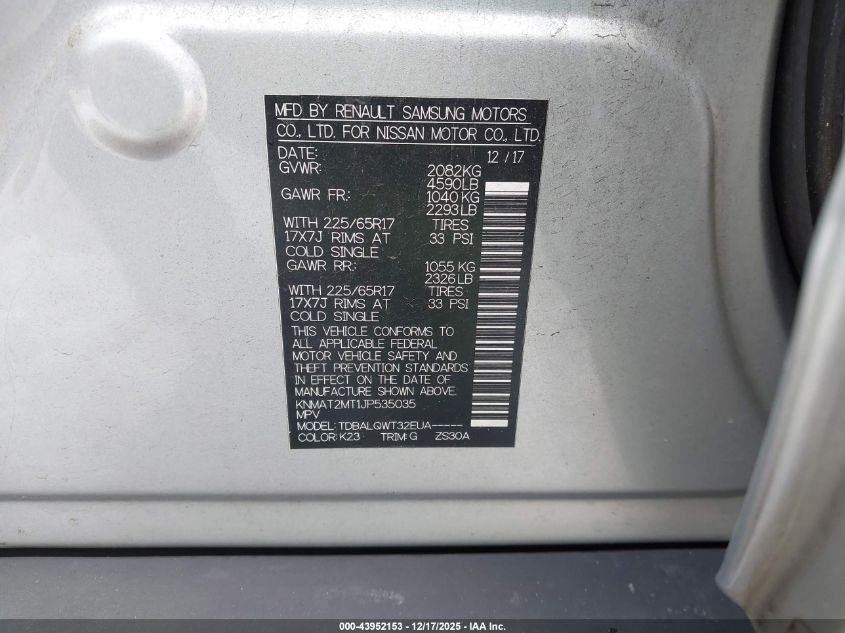 MFD BY RENAULT SAMSUNG MOTORS
CO., LTD. FOR NISSAN MOTOR CO., LTD.
DATE: 12 / 17
GVWR: 2082KG
4590LB
GAWR FR: 1040 KG
2293LB
WITH 225/65R17 TIRES
17X7J RIMS AT 33 PSI
COLD SINGLE
GAWR RR: 1055 KG
2326LB
WITH 225/65R17 TIRES
17X7J RIMS AT 33 PSI
COLD SINGLE
THIS VEHICLE CONFORMS TO
ALL APPLICABLE FEDERAL
MOTOR VEHICLE SAFETY AND
THEFT PREVENTION STANDARDS
IN EFFECT ON THE DATE OF
MANUFACTURE SHOWN ABOVE.
KNMAT2MT1JP535035
MPV
MODEL: TDBALQWT32EUA-----
COLOR: K23 TRIM: G ZS30A
000-43952153 - 12/17/2025 - IAA Inc.